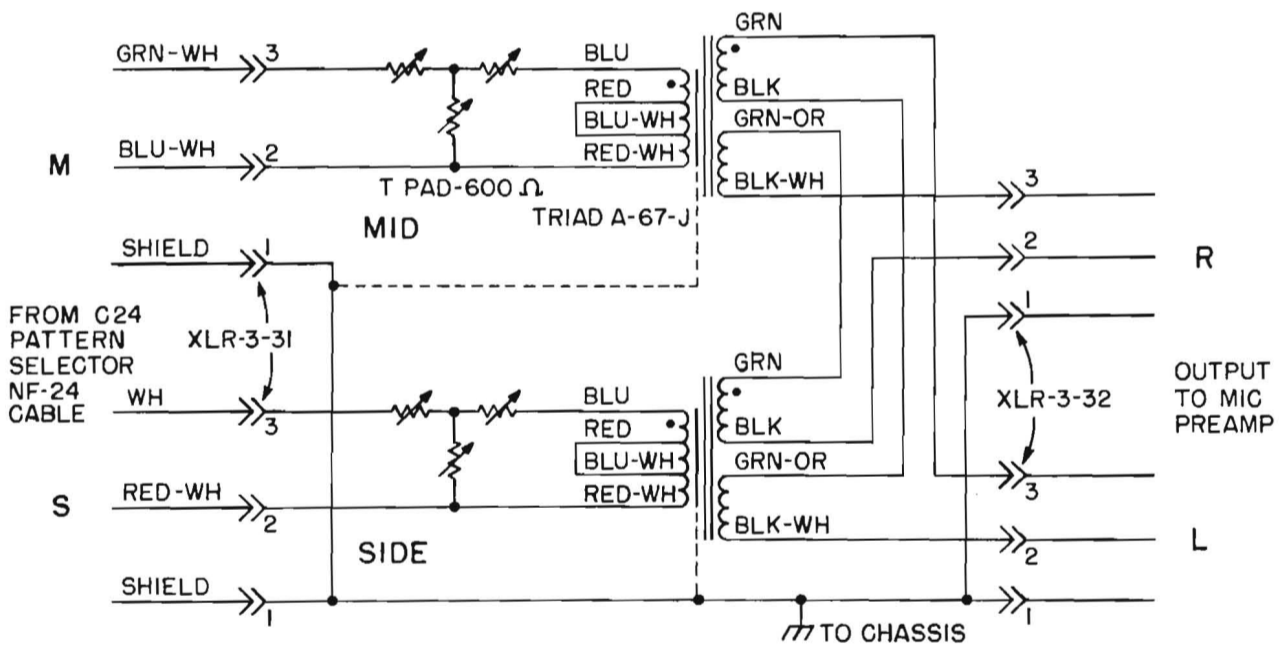 GRN-WH 3
BLU
RED
BLU-WH
RED-WH
BLU-WH 2
M
T PAD-600 Ω
MID
TRIAD A-67-J
GRN
BLK
GRN-OR
BLK-WH
3
2
R
1
SHIELD 1
FROM C24
PATTERN
SELECTOR
NF-24
CABLE
XLR-3-31
WH
3
BLU
RED
BLU-WH
RED-WH
RED-WH
2
S
SIDE
SHIELD
1
GRN
BLK
GRN-OR
BLK-WH
XLR-3-32
OUTPUT
TO MIC
PREAMP
3
2
L
1
TO CHASSIS